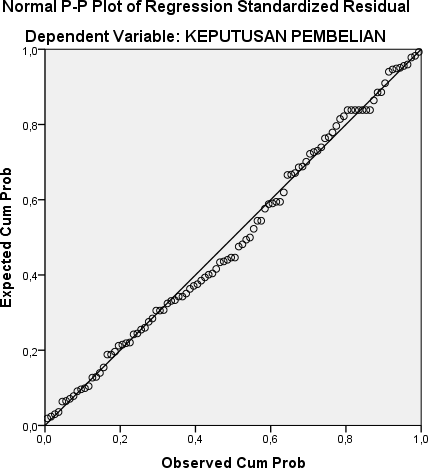 Normal P-P Plot of Regression Standardized Residual
Dependent Variable: KEPUTUSAN PEMBELIAN
1,0
0,8
0,6
0,4
0,2
0,0
Expected Cum Prob
0,0 0,2 0,4 0,6 0,8 1,0
Observed Cum Prob